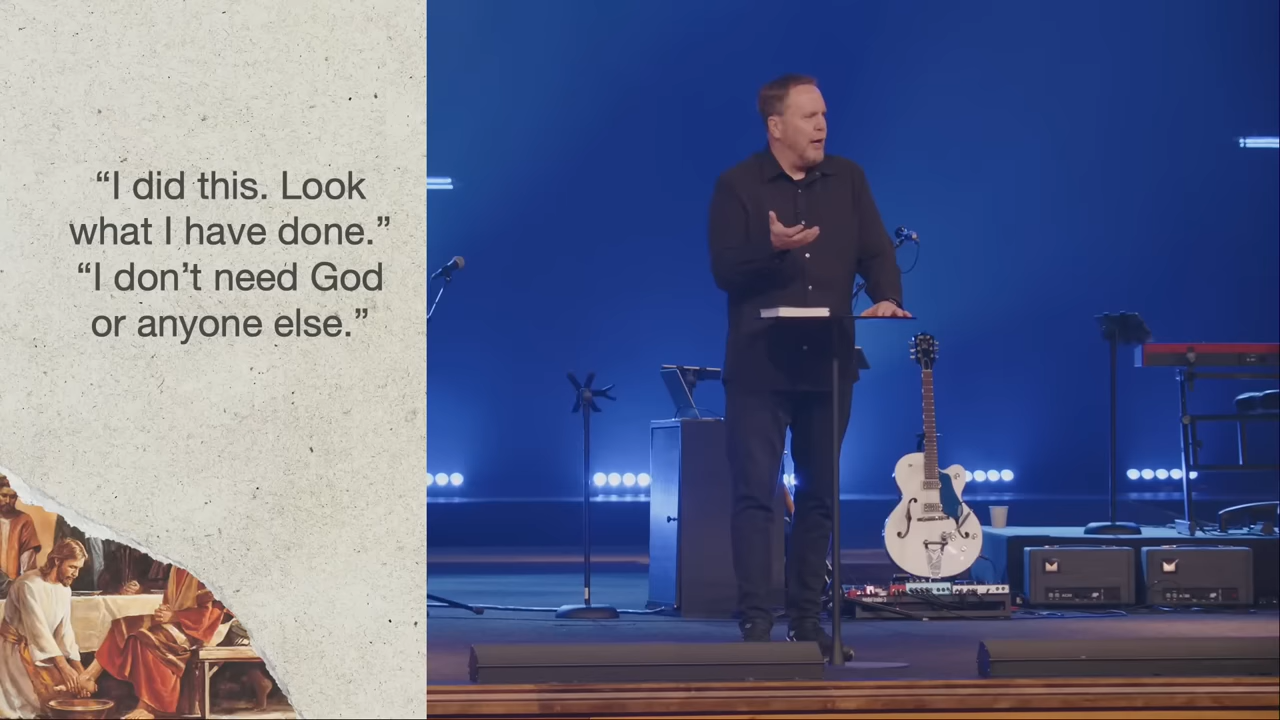 “I did this. Look
what I have done.”
“I don’t need God
or anyone else.”